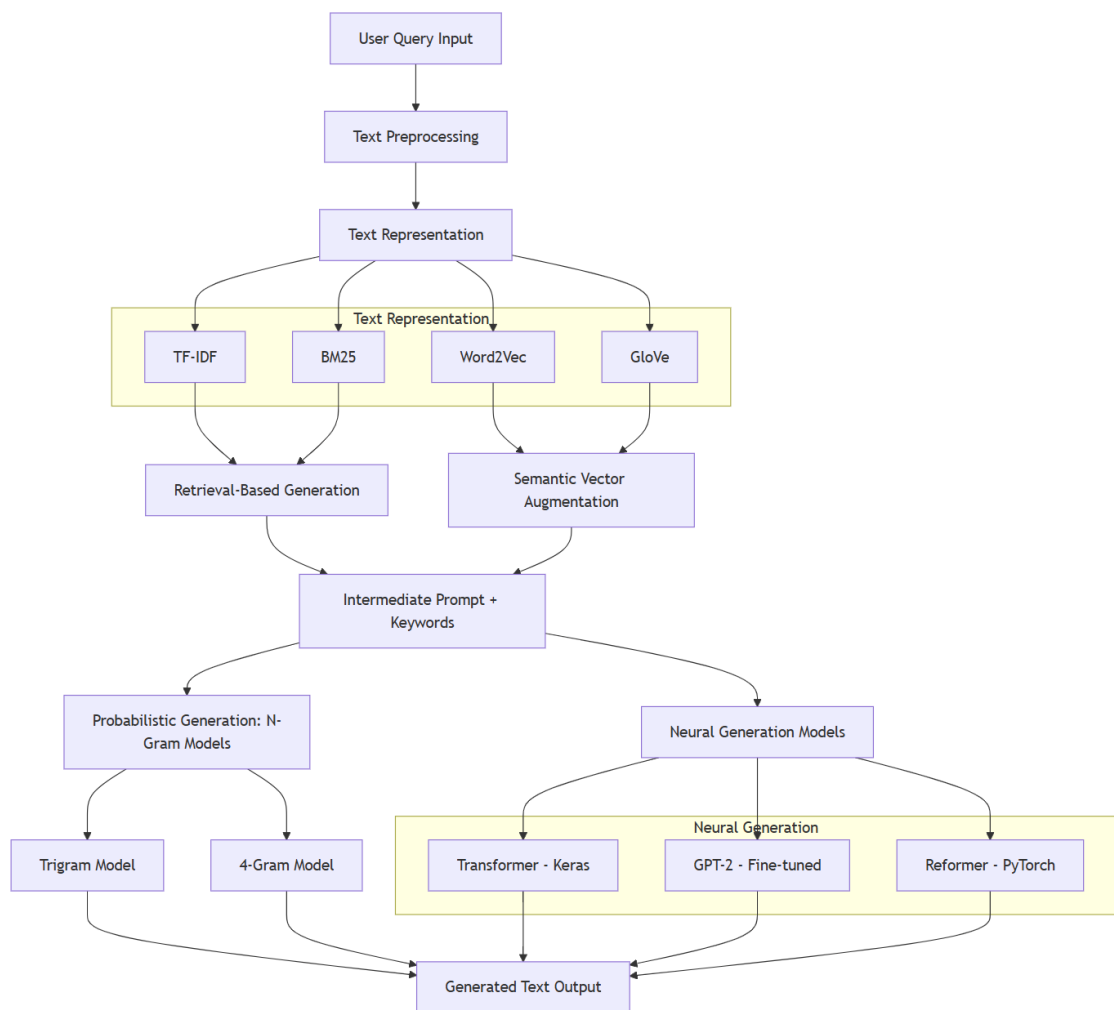 User Query Input
Text Preprocessing
Text Representation
Text Representation
TF-IDF
BM25
Word2Vec
GloVe
Retrieval-Based Generation
Semantic Vector
Augmentation
Intermediate Prompt +
Keywords
Probabilistic Generation: N-
Gram Models
Neural Generation Models
Neural Generation
Trigram Model
4-Gram Model
Transformer - Keras
GPT-2 - Fine-tuned
Reformer - PyTorch
Generated Text Output